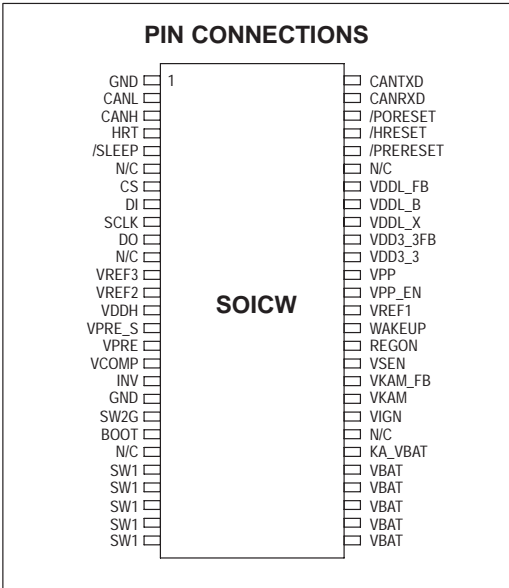 PIN CONNECTIONS
GND 1 CANTXD
CANL CANRXD
CANH /PORESET
HRT /HRESET
/SLEEP /PRERESET
N/C N/C
CS VDDL_FB
DI VDDL_B
SCLK VDDL_X
DO VDD3_3FB
N/C VDD3_3
VREF3 VPP
VREF2 VPP_EN
VDDH VREF1
VPRE_S WAKEUP
VPRE REGON
VCOMP VSEN
INV VKAM_FB
GND VKAM
SW2G VIGN
BOOT N/C
N/C KA_VBAT
SW1 VBAT
SW1 VBAT
SW1 VBAT
SW1 VBAT
SW1 VBAT
SOICW